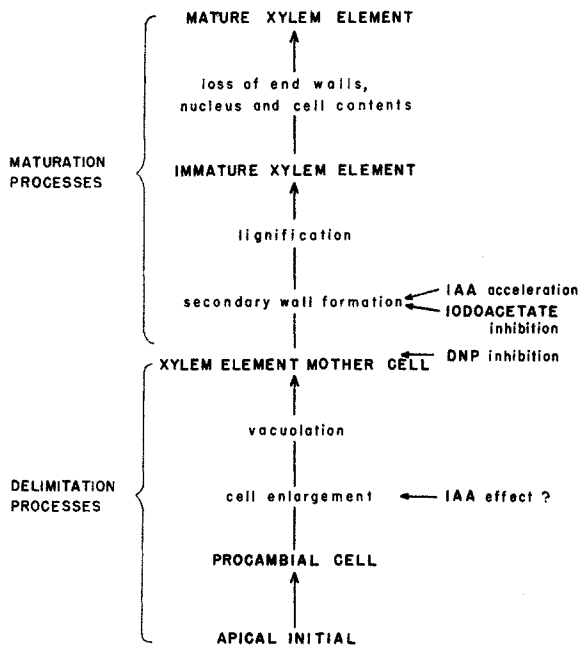 MATURE XYLEM ELEMENT
loss of end walls,
nucleus and cell contents
MATURATION
PROCESSES
IMMATURE XYLEM ELEMENT
lignification
secondary wall formation
IAA acceleration
IODOACETATE
inhibition
DNP inhibition
XYLEM ELEMENT MOTHER CELL
vacuolation
DELIMITATION
PROCESSES
cell enlargement
IAA effect ?
PROCAMBIAL CELL
APICAL INITIAL